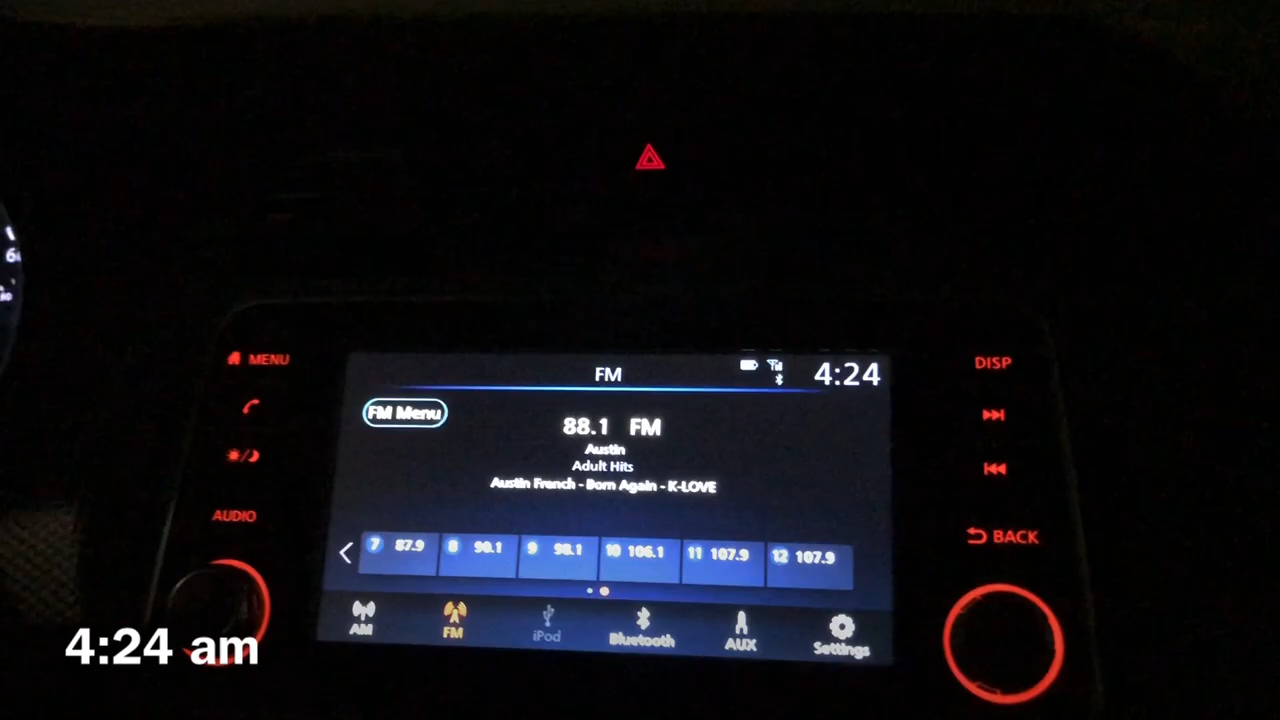 MENU
DISP
FM
4:24
FM Menu
88.1 FM
Austin
Adult Hits
Austin French - Born Again - K-LOVE
AUDIO
BACK
7 87.9
8 90.1
9 98.1
10 106.1
11 107.9
12 107.9
AM
FM
iPod
Bluetooth
AUX
Settings
4:24 am